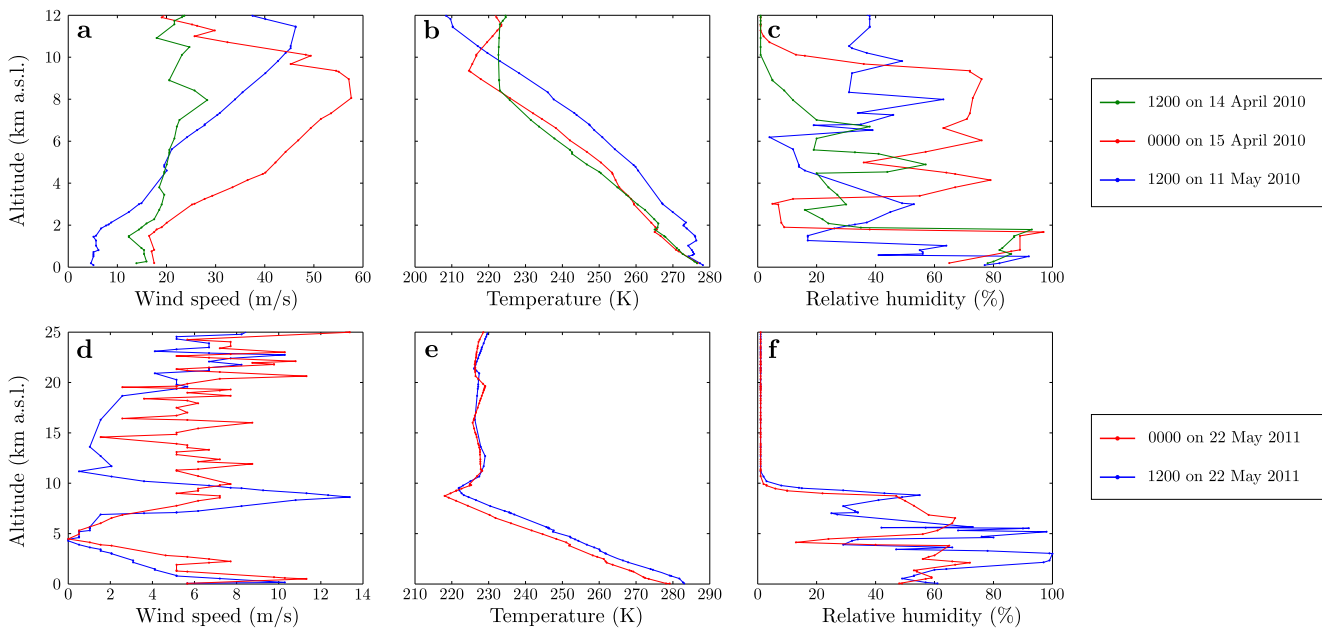 a
b
c
12
10
8
6
4
2
0
Altitude (km a.s.l.)
0 10 20 30 40 50 60
Wind speed (m/s)
200 210 220 230 240 250 260 270 280
Temperature (K)
0 20 40 60 80 100
Relative humidity (%)
1200 on 14 April 2010
0000 on 15 April 2010
1200 on 11 May 2010
d
e
f
25
20
15
10
5
0
Altitude (km a.s.l.)
0 2 4 6 8 10 12 14
Wind speed (m/s)
210 220 230 240 250 260 270 280 290
Temperature (K)
0 20 40 60 80 100
Relative humidity (%)
0000 on 22 May 2011
1200 on 22 May 2011